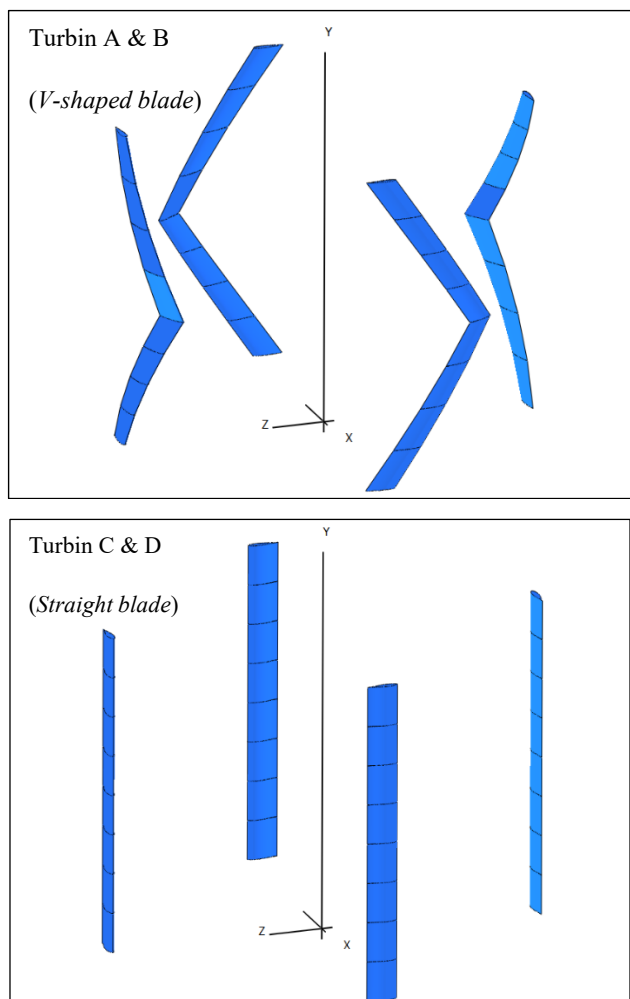 Turbin A & B
(V-shaped blade)
Y
Z
X
Turbin C & D
(Straight blade)
Y
Z
X